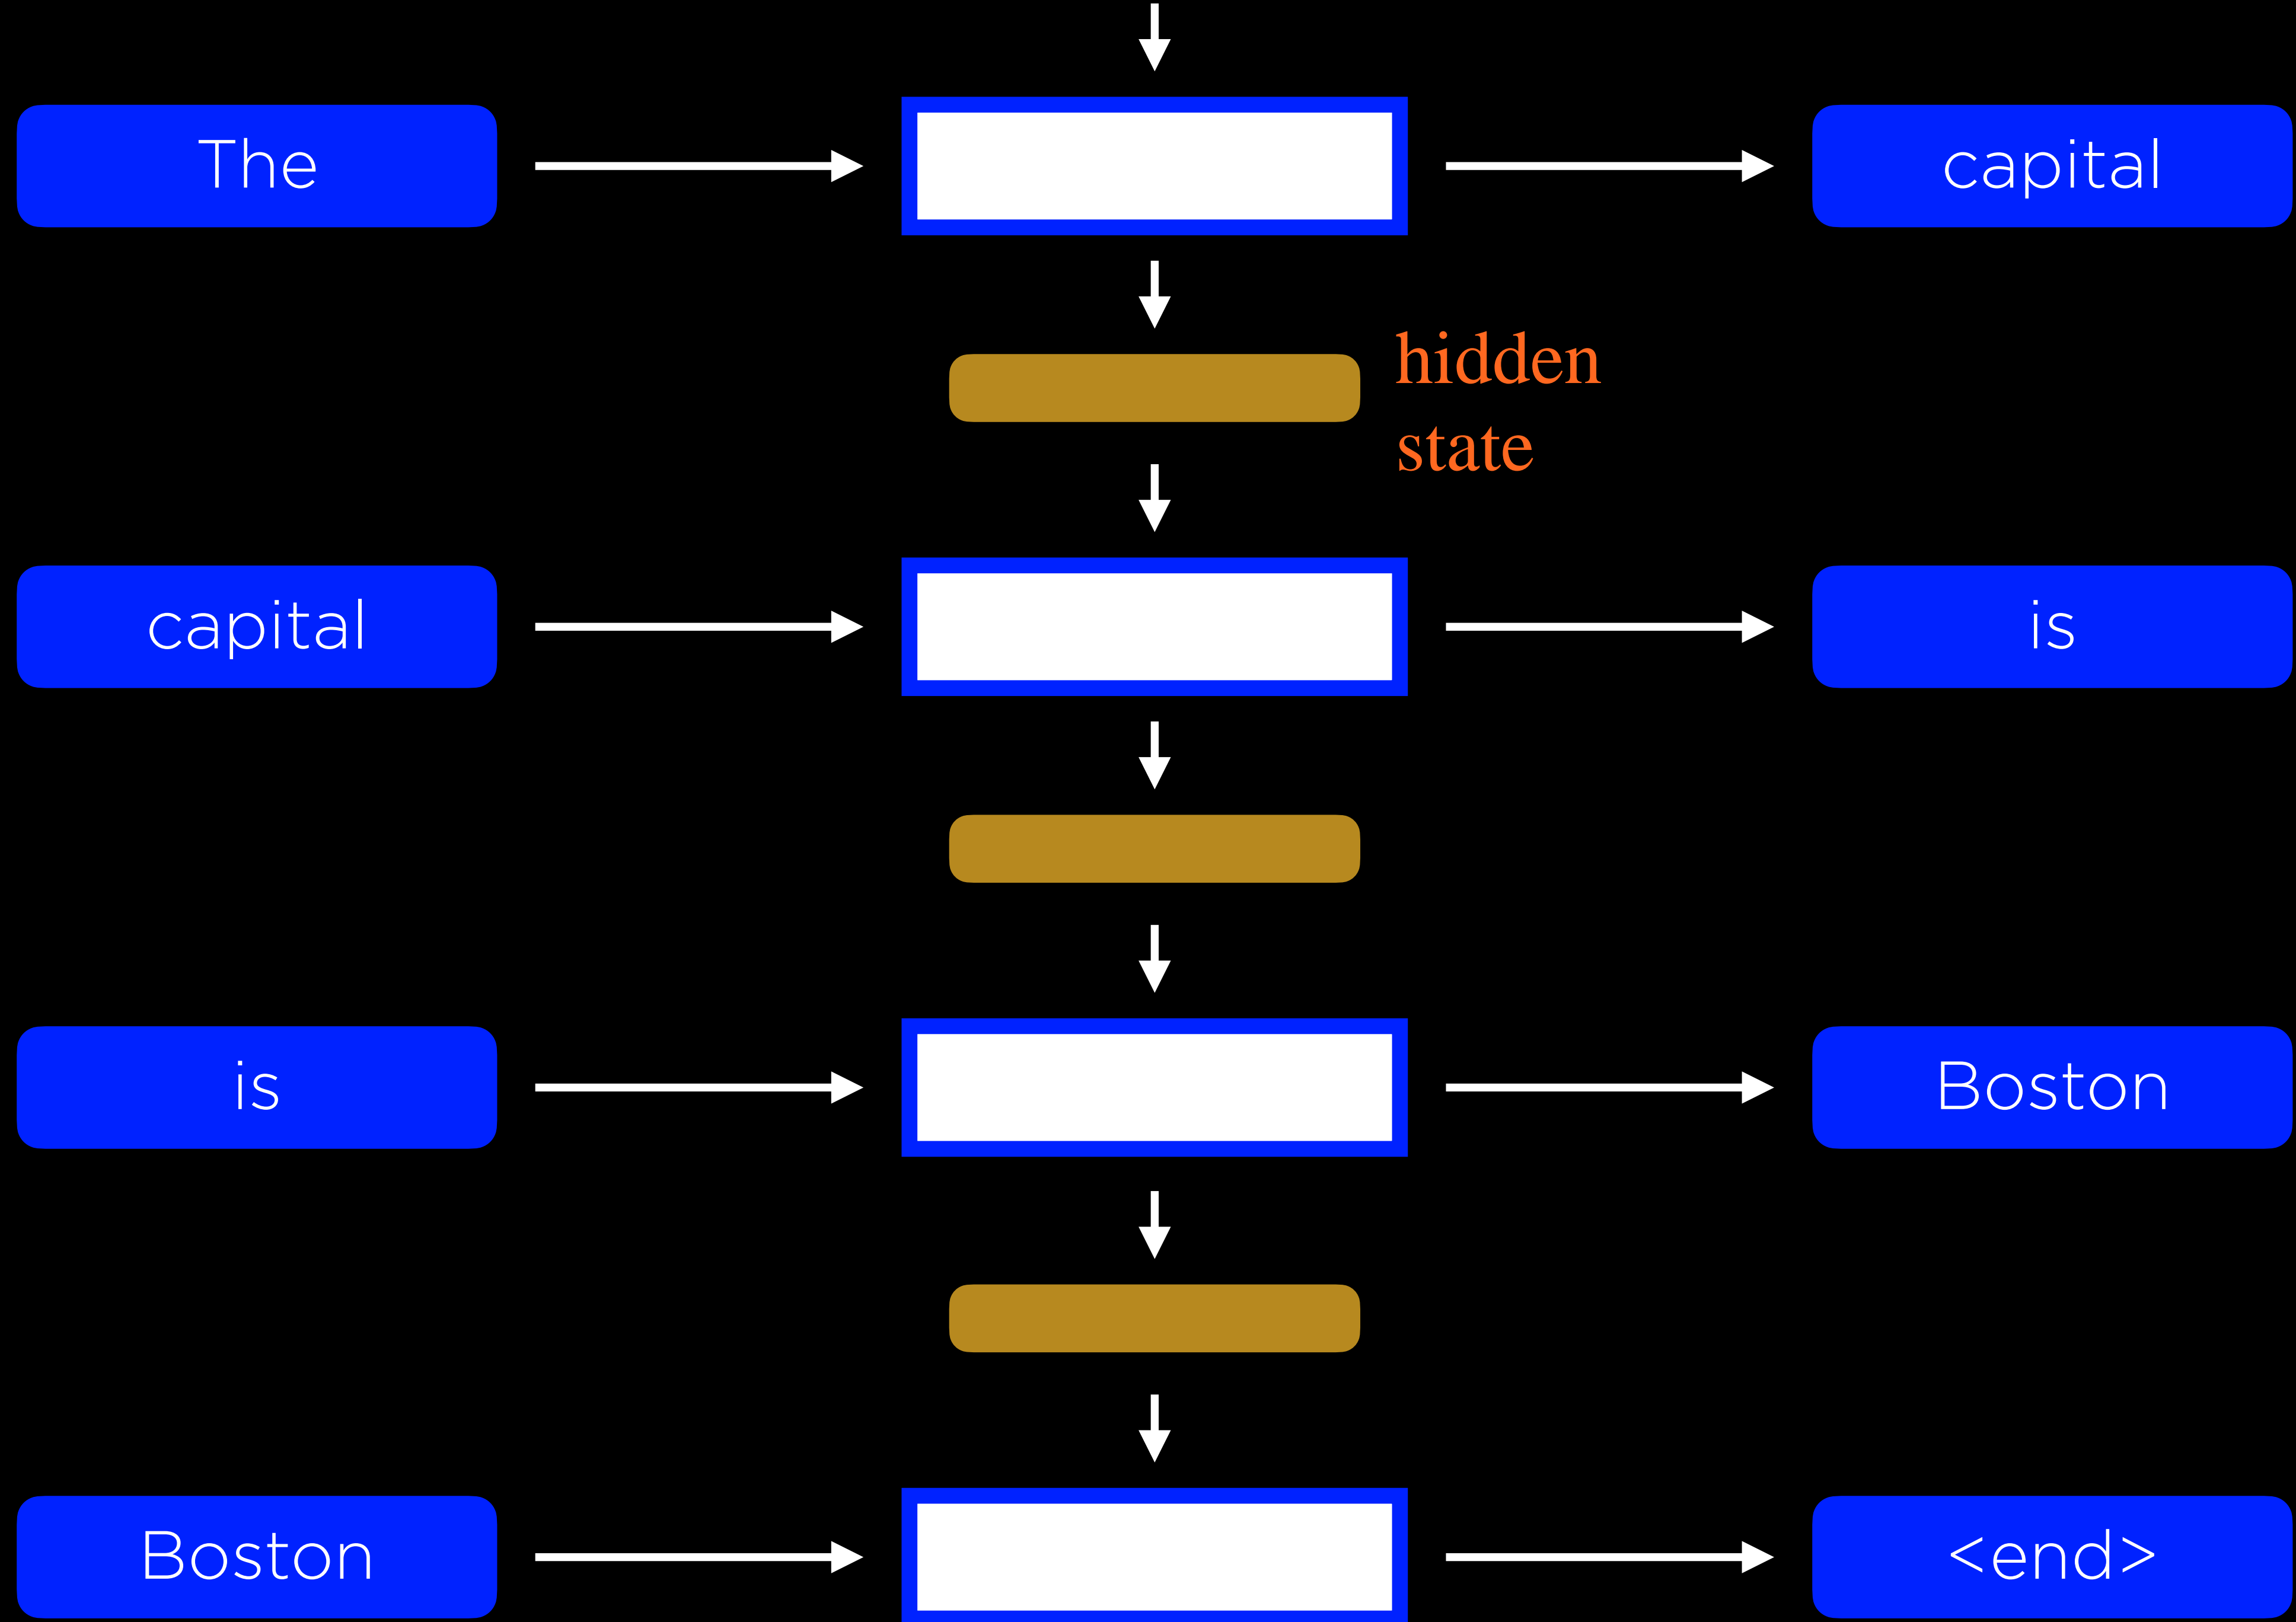 The
capital
hidden
state
capital
is
is
Boston
Boston
<end>